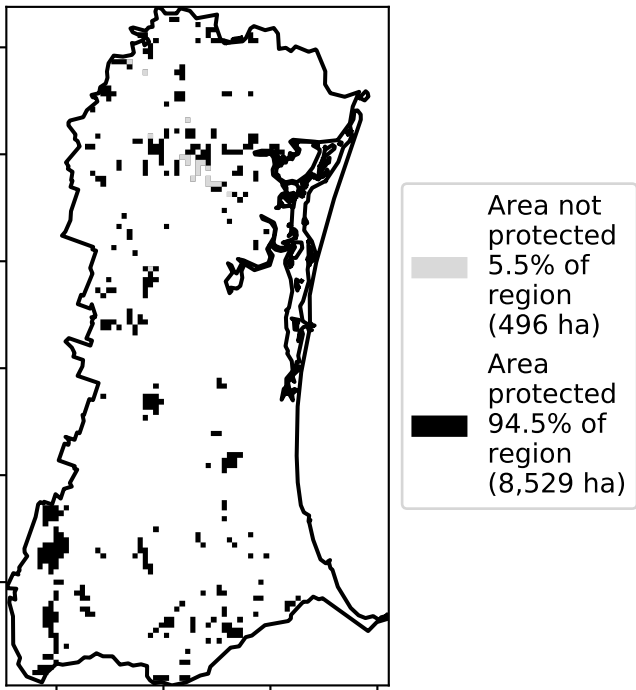 Area not
protected
5.5% of
region
(496 ha)
Area
protected
94.5% of
region
(8,529 ha)